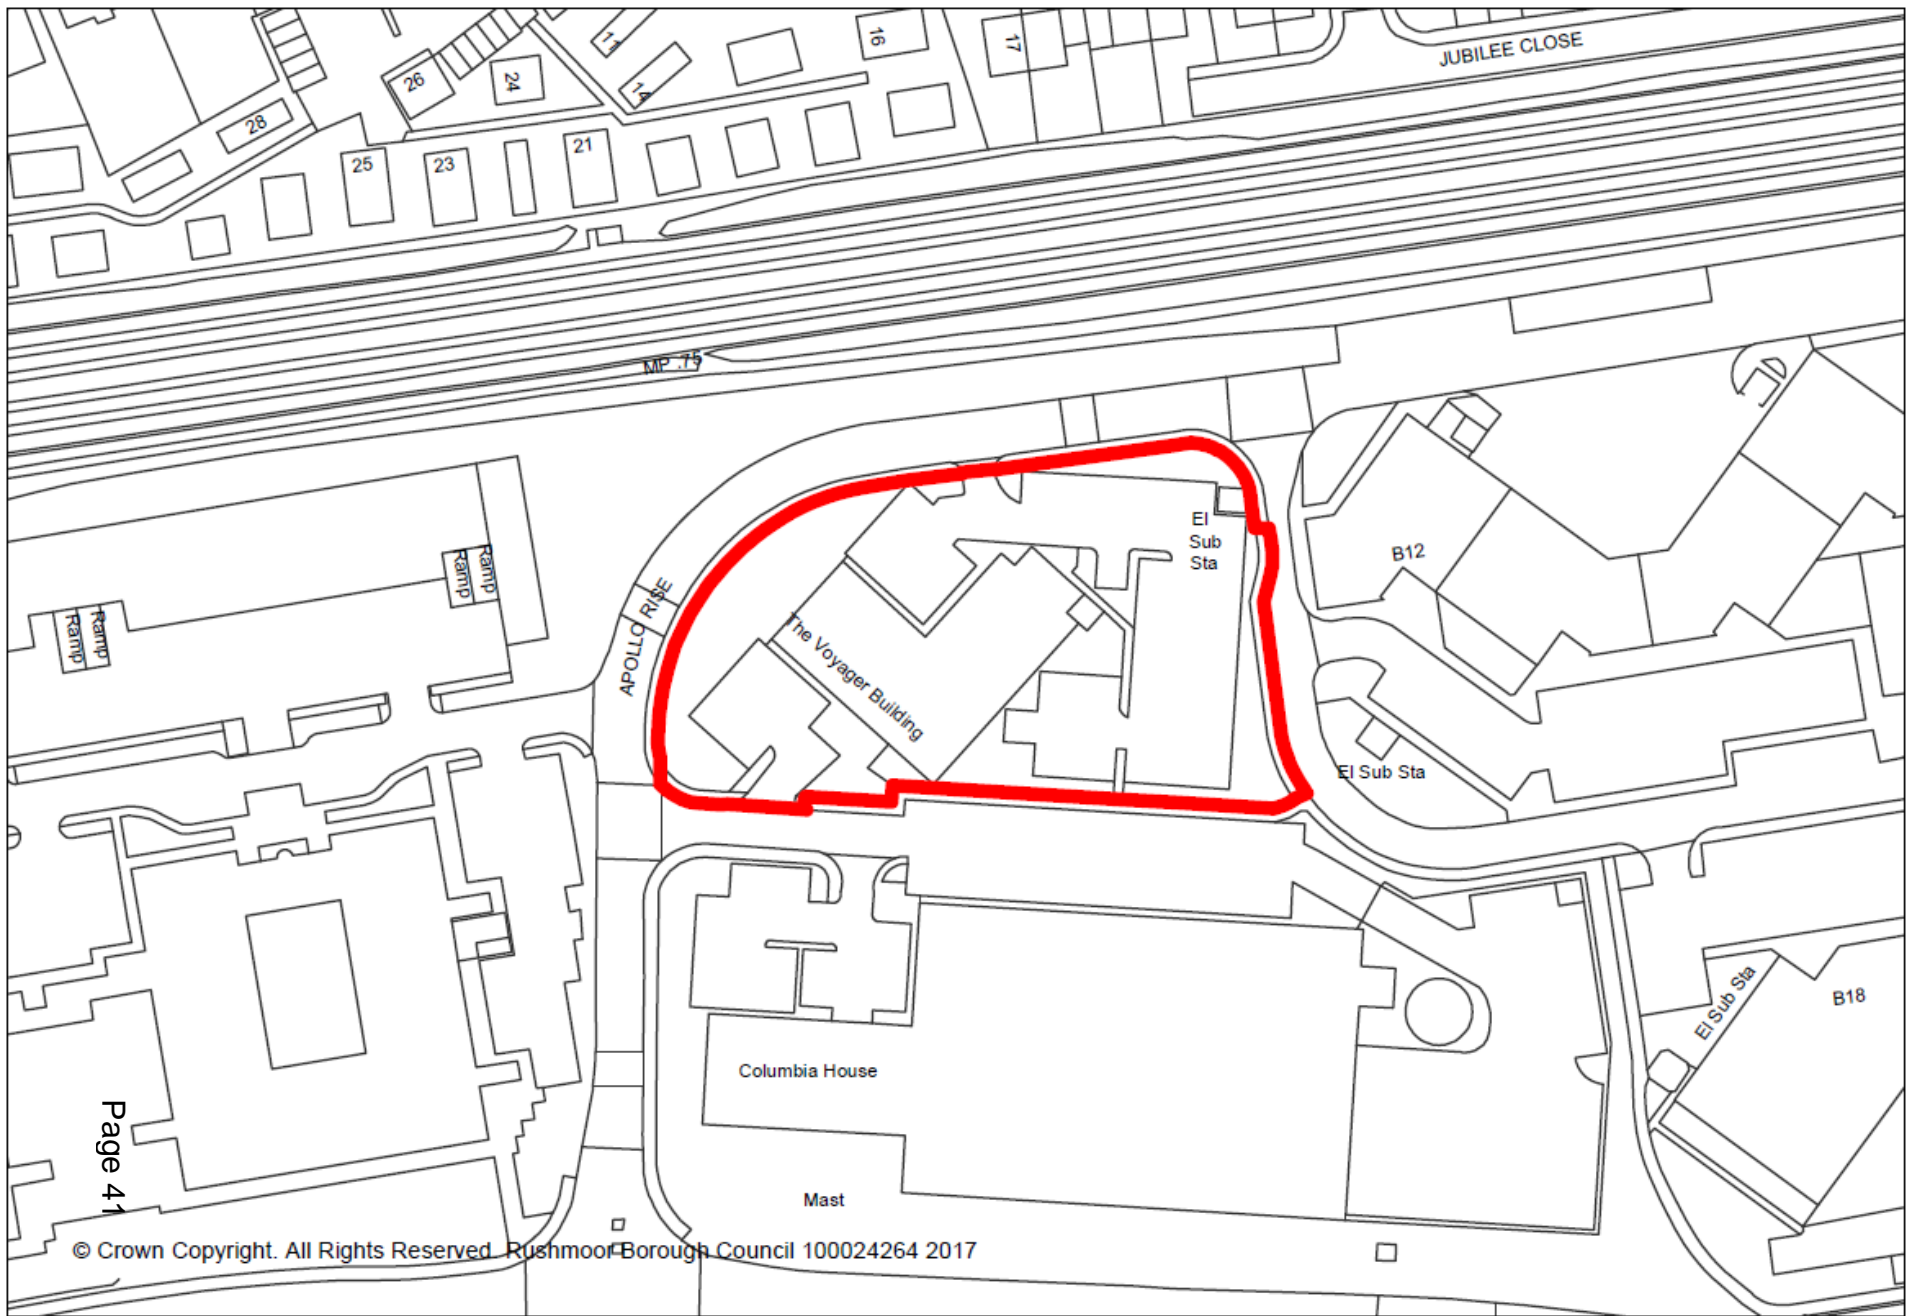 JUBILEE CLOSE
11
16
17
26
24
14
28
21
25
23
MP .75
El
Sub
Sta
B12
Ramp
Ramp
Ramp
Ramp
APOLLO RISE
The Voyager Building
El Sub Sta
El Sub Sta
B18
Columbia House
Mast
Page 41
© Crown Copyright. All Rights Reserved. Rushmoor Borough Council 100024264 2017